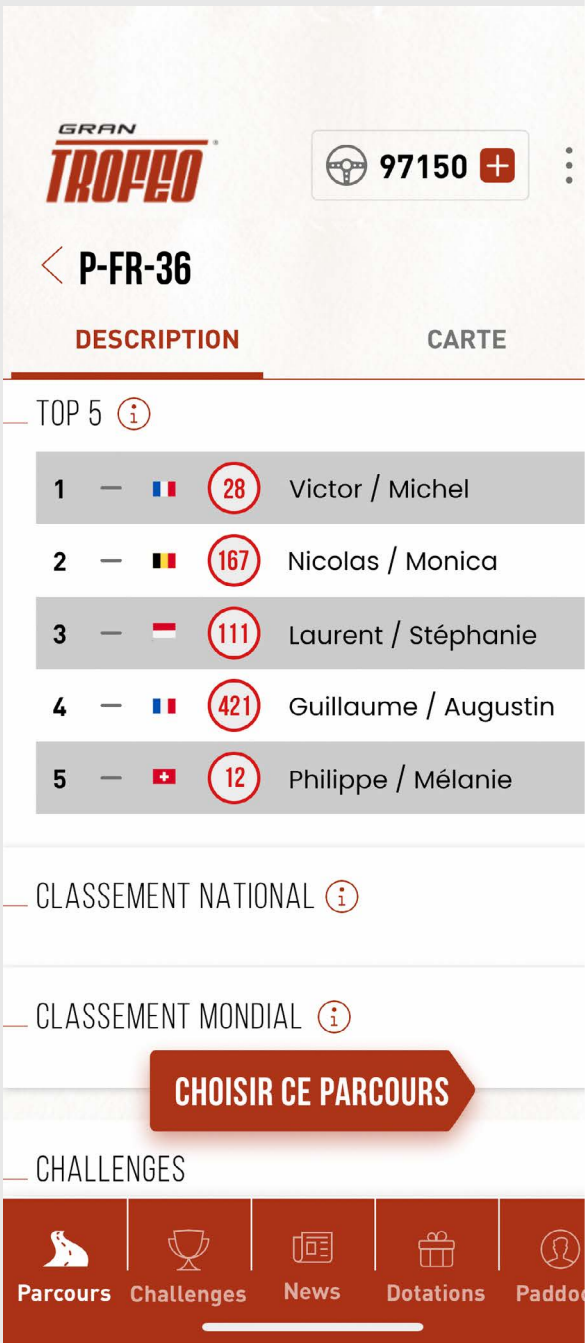 GRAN
TROFEO
97150
P-FR-36
DESCRIPTION CARTE
TOP 5
1 28 Victor / Michel
2 167 Nicolas / Monica
3 111 Laurent / Stéphanie
4 421 Guillaume / Augustin
5 12 Philippe / Mélanie
CLASSEMENT NATIONAL
CLASSEMENT MONDIAL
CHOISIR CE PARCOURS
CHALLENGES
Parcours Challenges News Dotations Paddoc